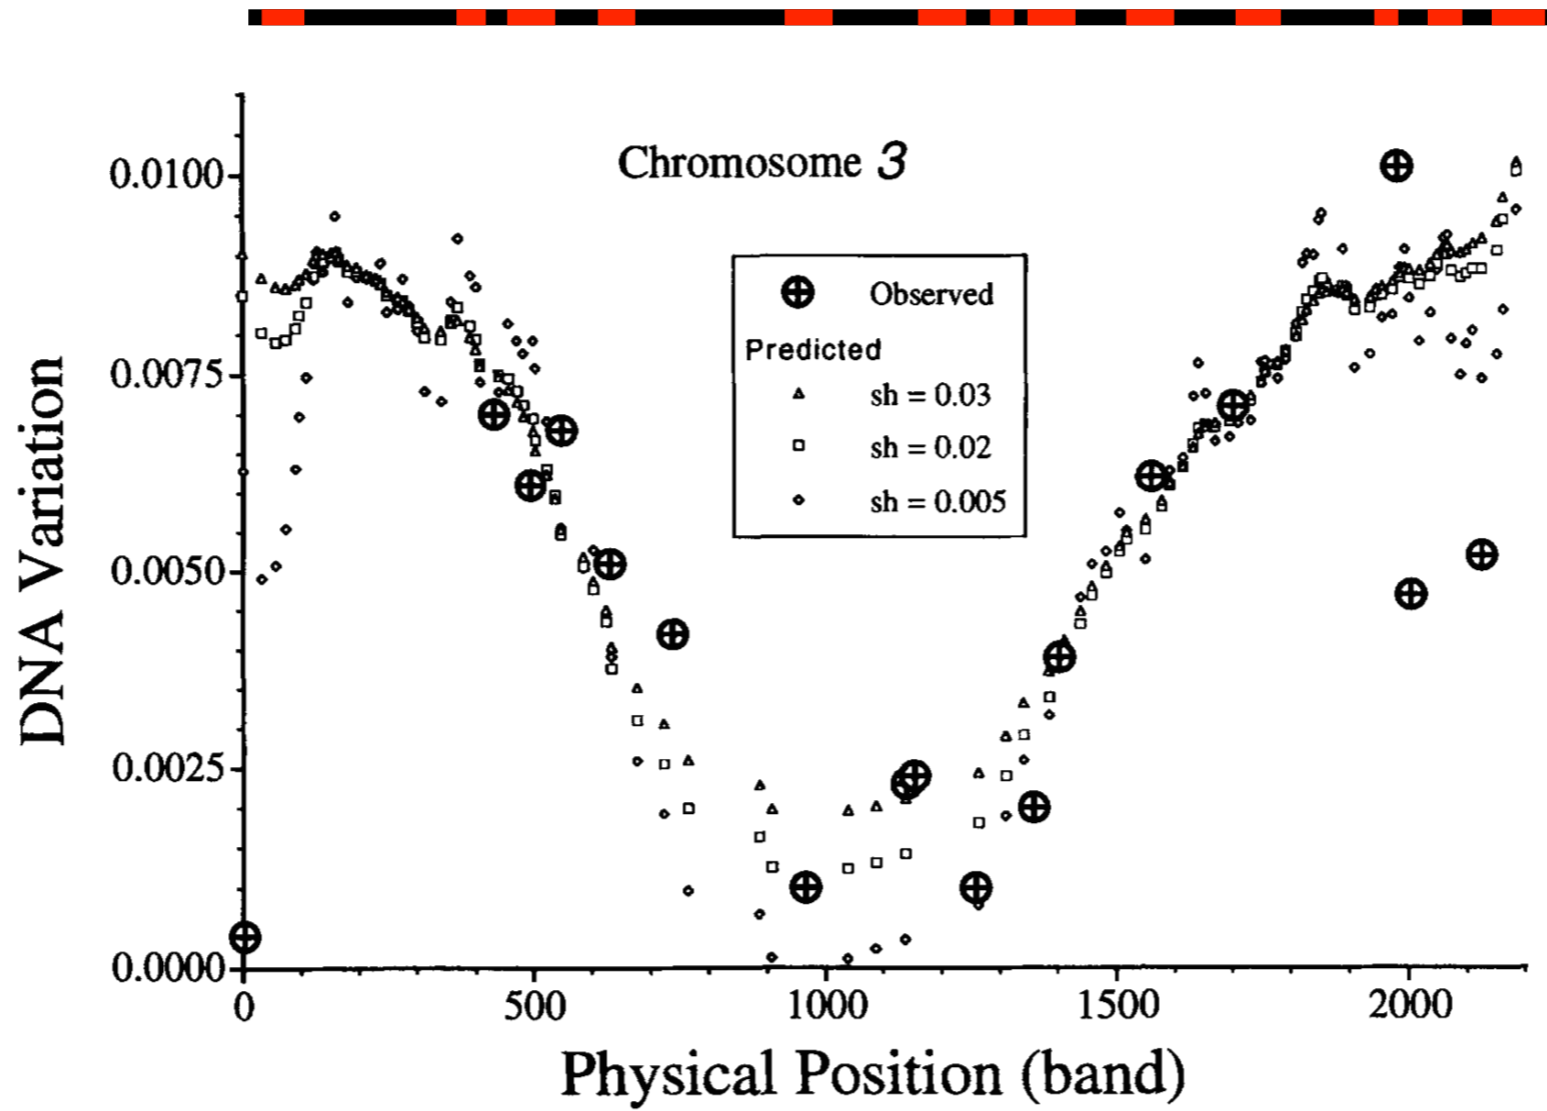 Chromosome 3
0.0100
0.0075
0.0050
0.0025
0.0000
DNA Variation
Observed
Predicted
sh = 0.03
sh = 0.02
sh = 0.005
0 500 1000 1500 2000
Physical Position (band)